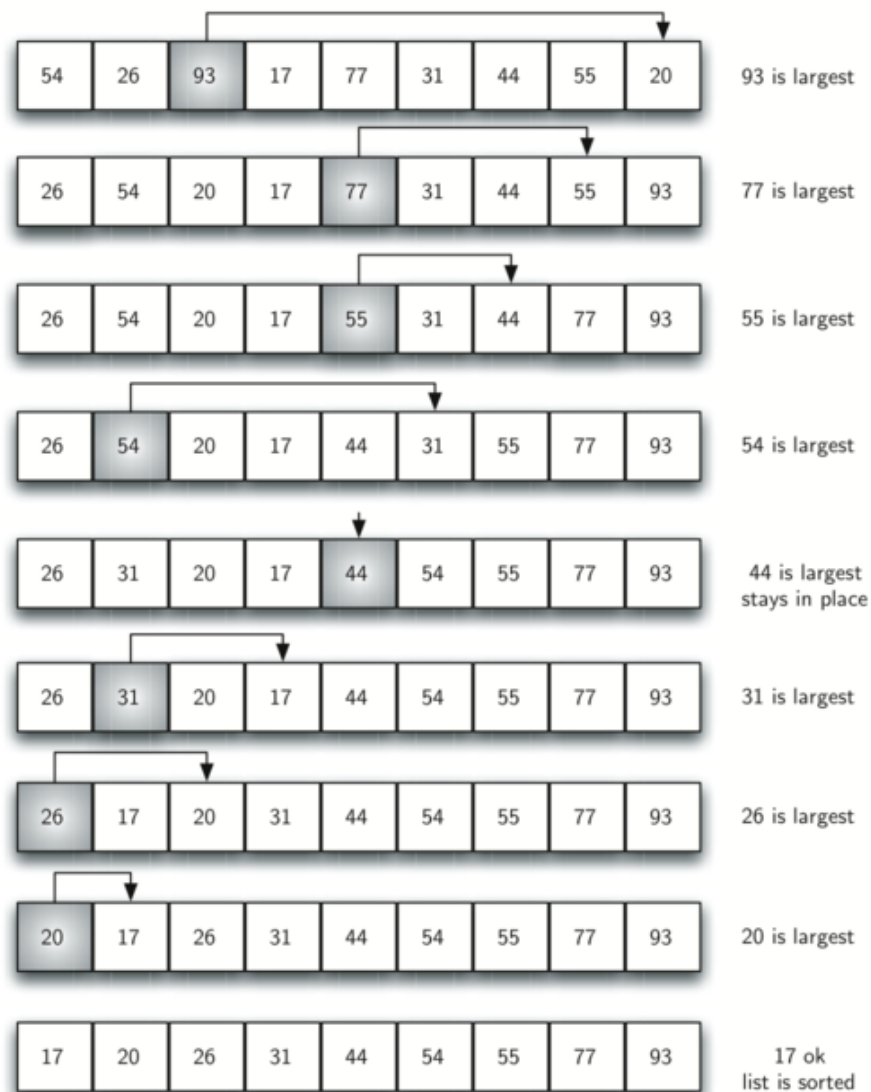 54 26 93 17 77 31 44 55 20 93 is largest
26 54 20 17 77 31 44 55 93 77 is largest
26 54 20 17 55 31 44 77 93 55 is largest
26 54 20 17 44 31 55 77 93 54 is largest
26 31 20 17 44 54 55 77 93 44 is largest
stays in place
26 31 20 17 44 54 55 77 93 31 is largest
26 17 20 31 44 54 55 77 93 26 is largest
20 17 26 31 44 54 55 77 93 20 is largest
17 20 26 31 44 54 55 77 93 17 ok
list is sorted